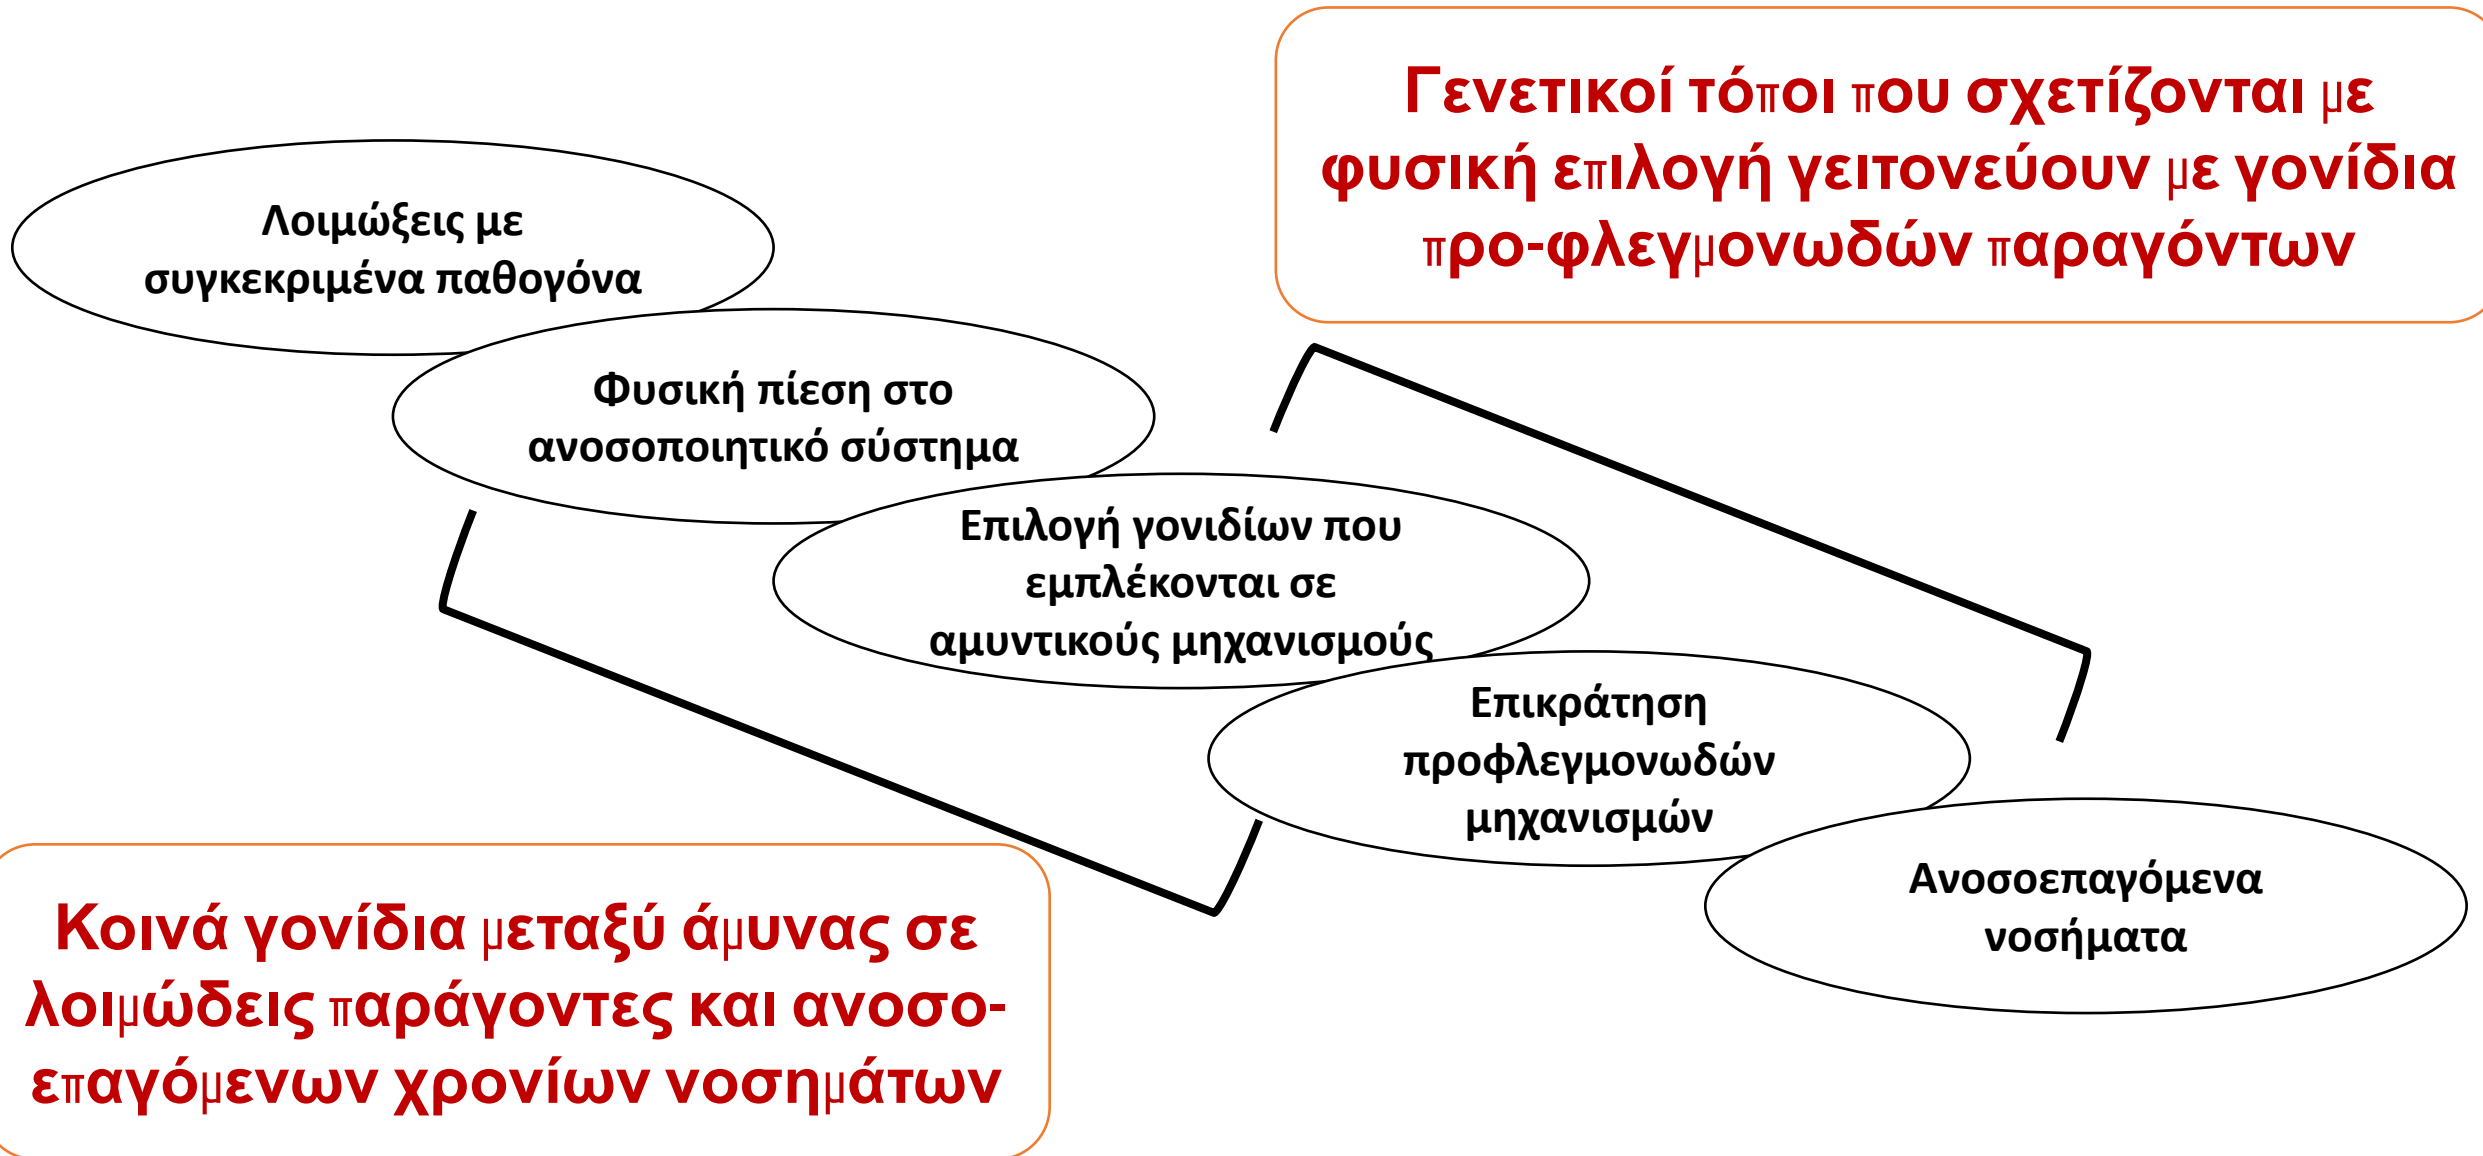 Γενετικοί τόποι που σχετίζονται με
φυσική επιλογή γειτονεύουν με γονίδια
προ-φλεγμονωδών παραγόντων
Λοιμώξεις με
συγκεκριμένα παθογόνα
Φυσική πίεση στο
ανοσοποιητικό σύστημα
Επιλογή γονιδίων που
εμπλέκονται σε
αμυντικούς μηχανισμούς
Επικράτηση
προφλεγμονωδών
μηχανισμών
Ανοσοεπαγόμενα
νοσήματα
Κοινά γονίδια μεταξύ άμυνας σε
λοιμώδεις παράγοντες και ανοσο-
επαγόμενων χρονίων νοσημάτων